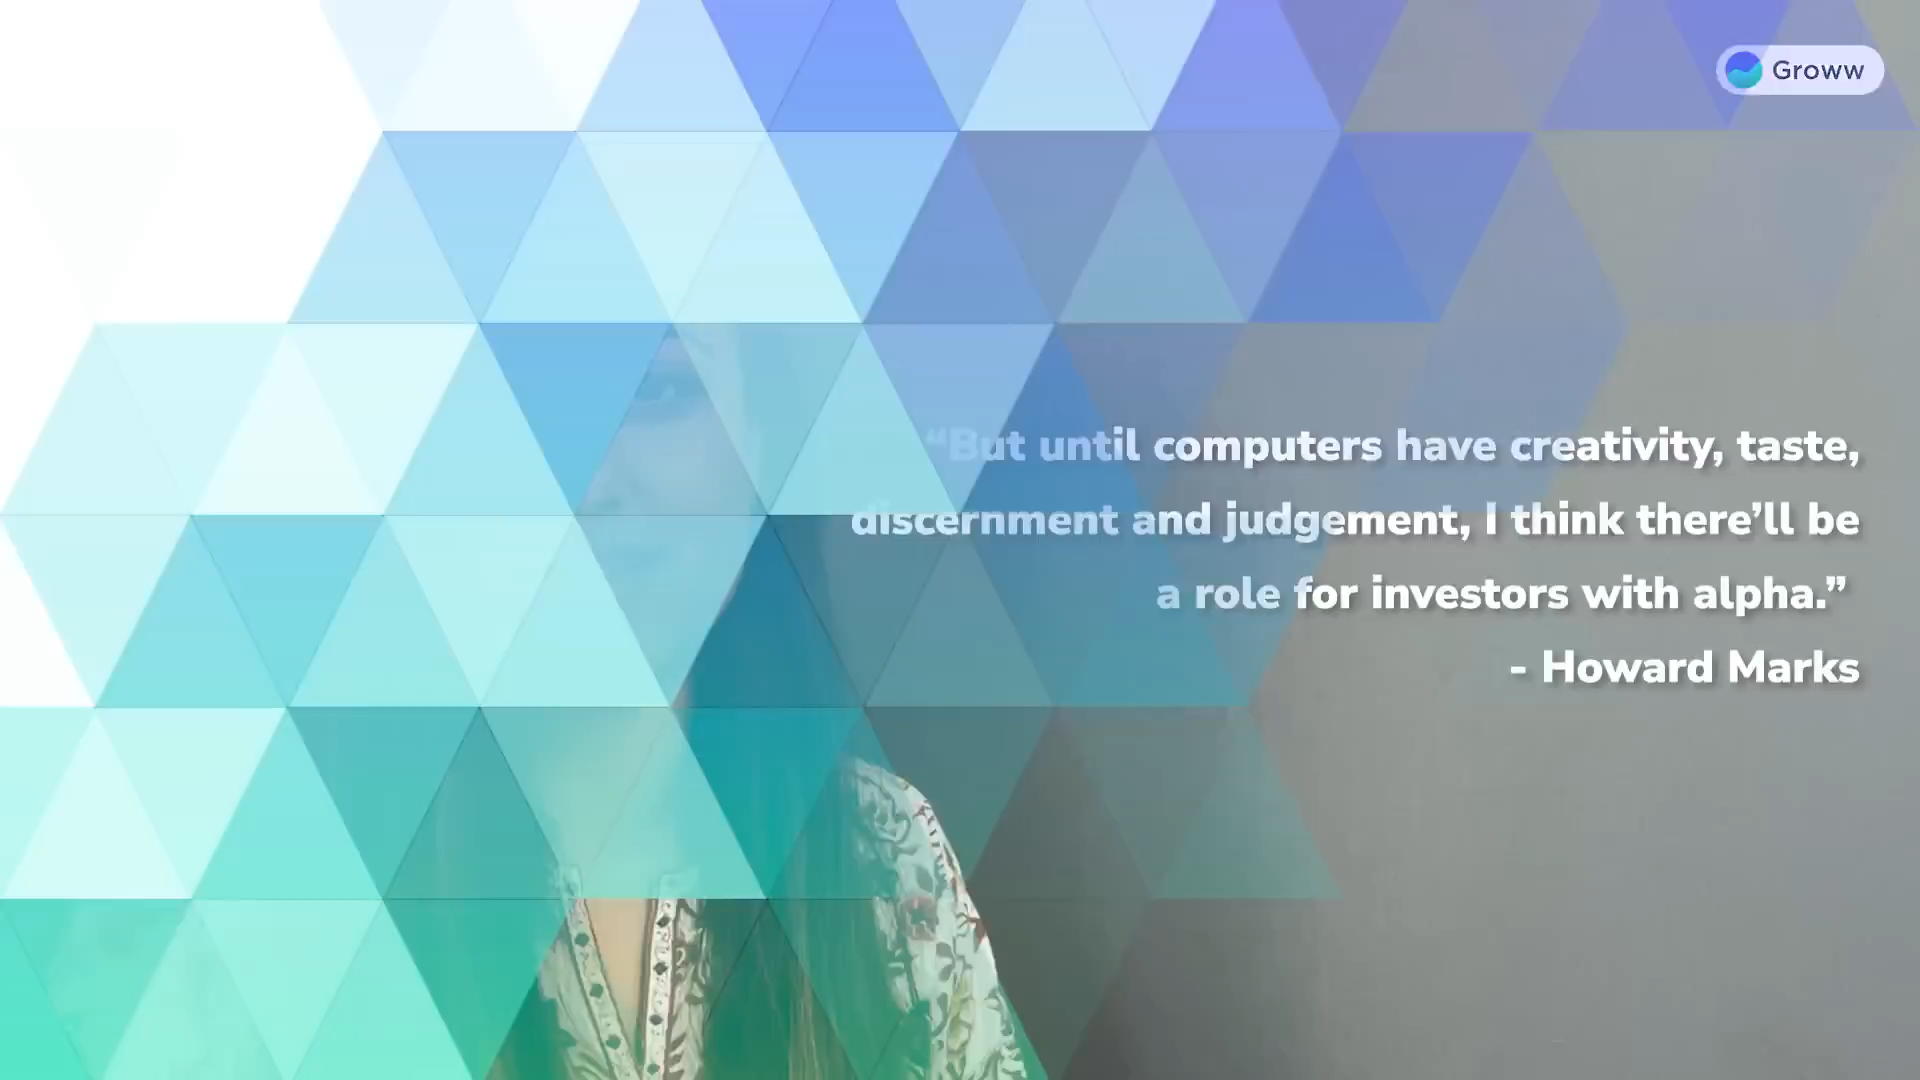 Groww
“But until computers have creativity, taste,
discernment and judgement, I think there’ll be
a role for investors with alpha.”
- Howard Marks